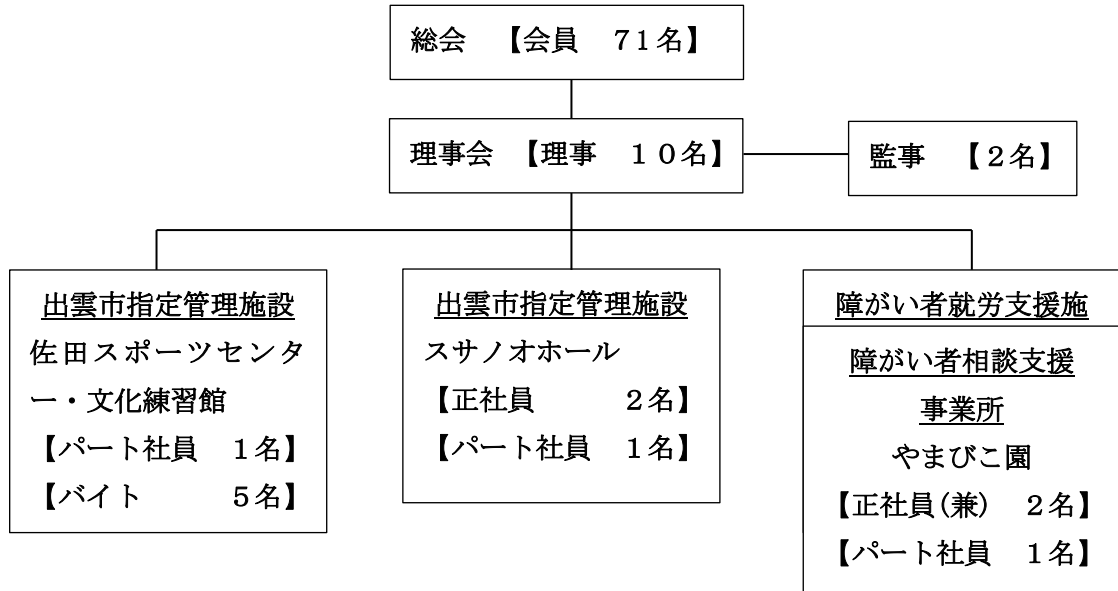 総会　【会員　７１名】
理事会　【理事　１０名】
監事　【２名】
出雲市指定管理施設
佐田スポーツセンタ
ー・文化練習館
【パート社員　１名】
【バイト　　　５名】
出雲市指定管理施設
スサノオホール
【正社員　　　２名】
【パート社員　１名】
障がい者就労支援施
障がい者相談支援
事業所
やまびこ園
【正社員(兼)　２名】
【パート社員　１名】